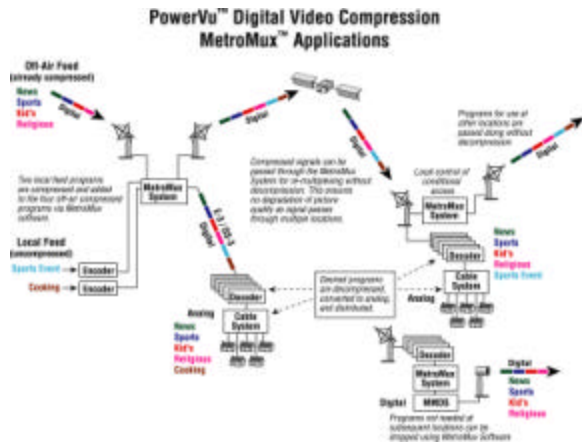 PowerVu™ Digital Video Compression
MetroMux™ Applications
Off-Air Feed
(already compressed)
News
Sports
Kid's
Religious
Digital
Digital
Digital
Digital
Programs for use at
other locations are
passed along without
decompression
Two local feed programs
are compressed and added
to the four off-air compressed
programs via MetroMux
software.
MetroMux
System
Compressed signals can be
passed through the MetroMux
System for re-multiplexing without
decompression. This ensures
no degradation of picture
quality as signal passes
through multiple locations.
Local control of
conditional
access
MetroMux
System
E-3 / DS-3
Digital
Local Feed
(uncompressed)
Sports Event
Encoder
Cooking
Encoder
Decoder
Analog
Cable
System
News
Sports
Kid's
Religious
Cooking
Desired programs
are decompressed,
converted to analog,
and distributed.
Decoder
Analog
Cable
System
News
Sports
Kid's
Religious
Sports Event
Decoder
MetroMux
System
Digital
MMDS
Digital
News
Sports
Kid's
Religious
Programs not needed at
subsequent locations can be
dropped using MetroMux Software